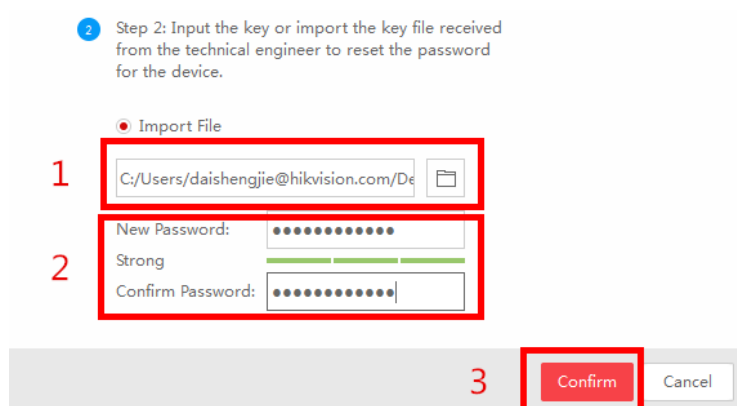 2 Step 2: Input the key or import the key file received
from the technical engineer to reset the password
for the device.
Import File
1
C:/Users/daishengjie@hikvision.com/De
New Password: ●●●●●●●●●●●●
2
Strong
Confirm Password: ●●●●●●●●●●●●
3 Confirm Cancel